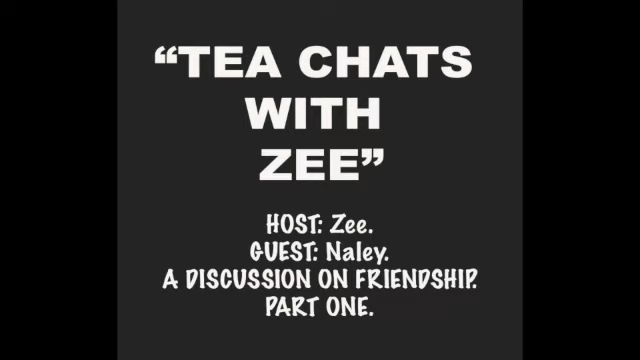 “TEA CHATS
WITH
ZEE”
HOST: Zee.
GUEST: Naley.
A DISCUSSION ON FRIENDSHIP.
PART ONE.